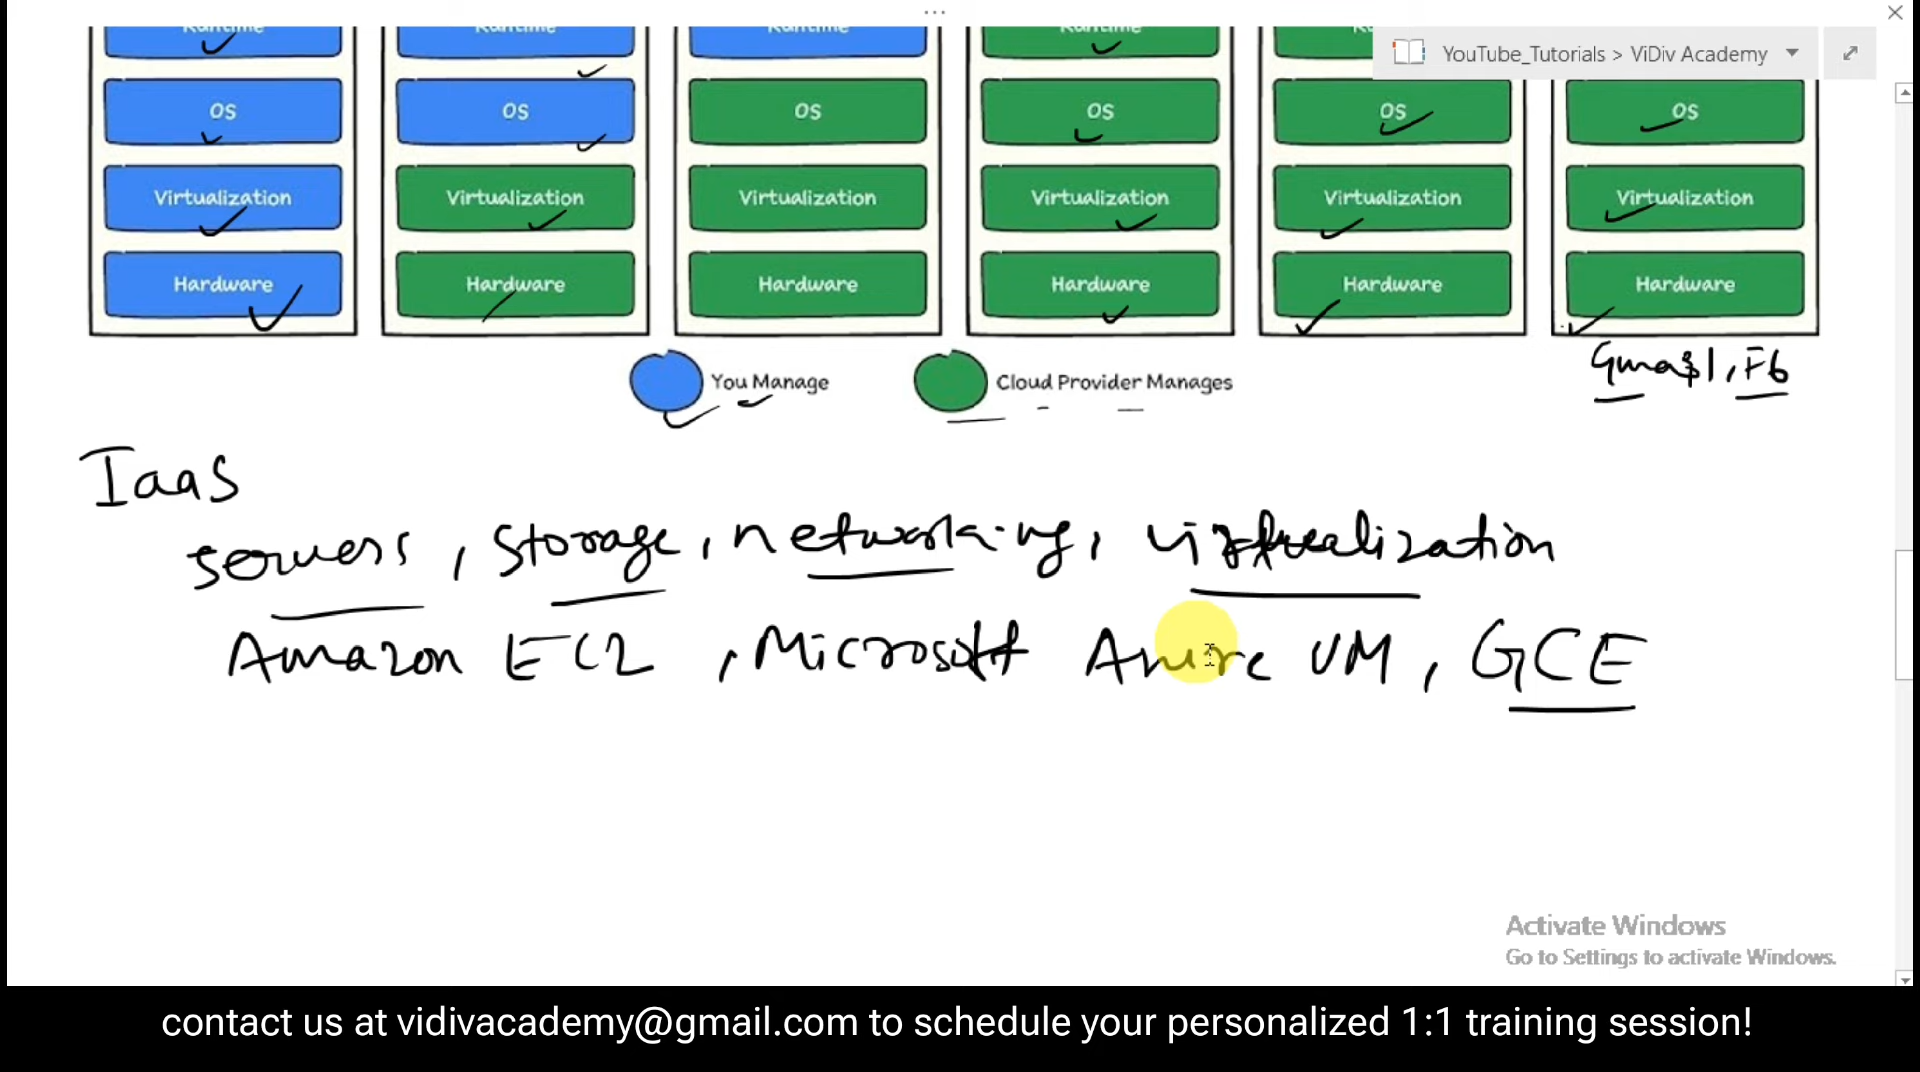 YouTube_Tutorials > ViDiv Academy
Runtime Runtime Runtime
OS OS OS OS OS OS
Virtualization Virtualization Virtualization Virtualization Virtualization Virtualization
Hardware Hardware Hardware Hardware Hardware Hardware
You Manage Cloud Provider Manages
Gmail, Fb
IaaS
servers, storage, networking, virtualization
Amazon EC2, Microsoft Azure VM, GCE
Activate Windows
Go to Settings to activate Windows.
contact us at vidivacademy@gmail.com to schedule your personalized 1:1 training session!